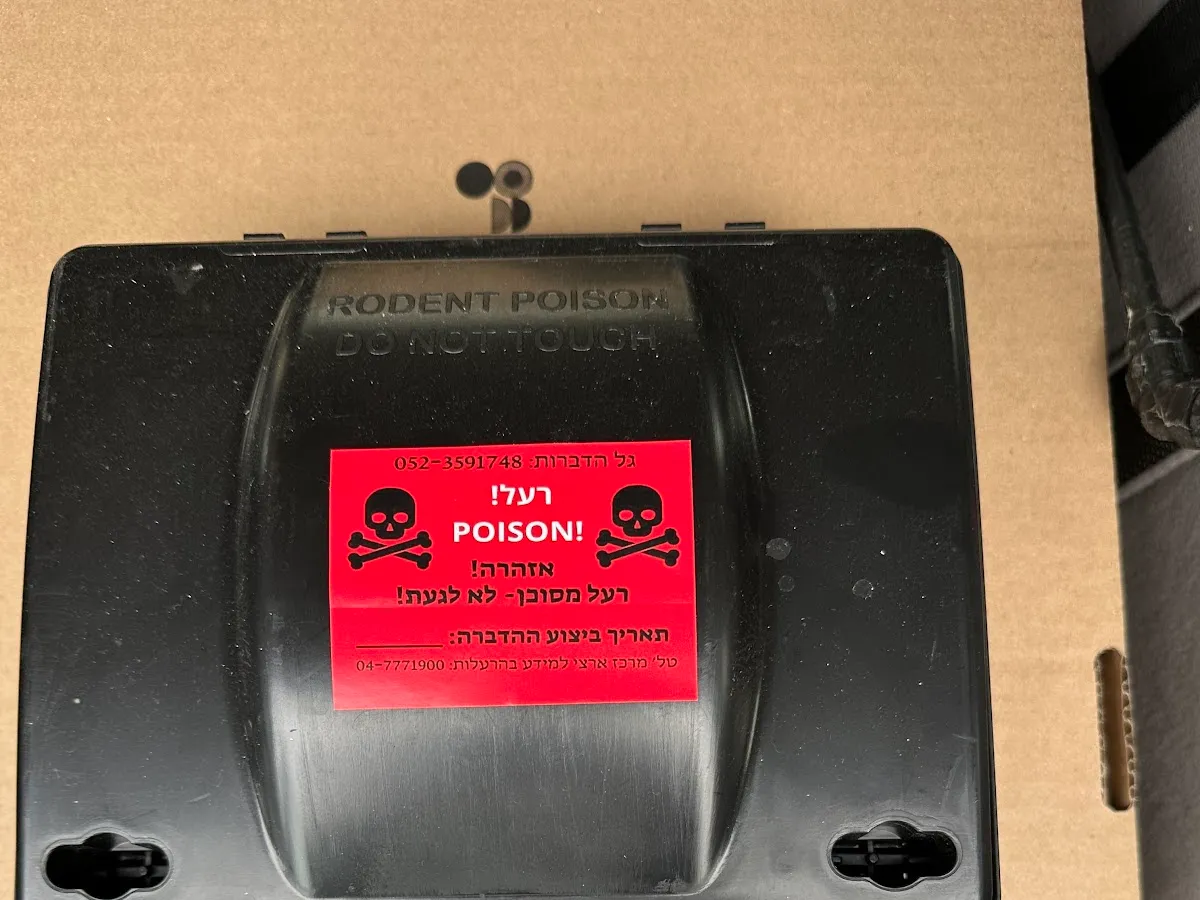 RODENT POISON
DO NOT TOUCH
גל הדברות: 052-3591748
רעל!
POISON!
אזהרה!
רעל מסוכן- לא לגעת!
תאריך ביצוע ההדברה: ________
טל' מרכז ארצי למידע בהרעלות: 04-7771900